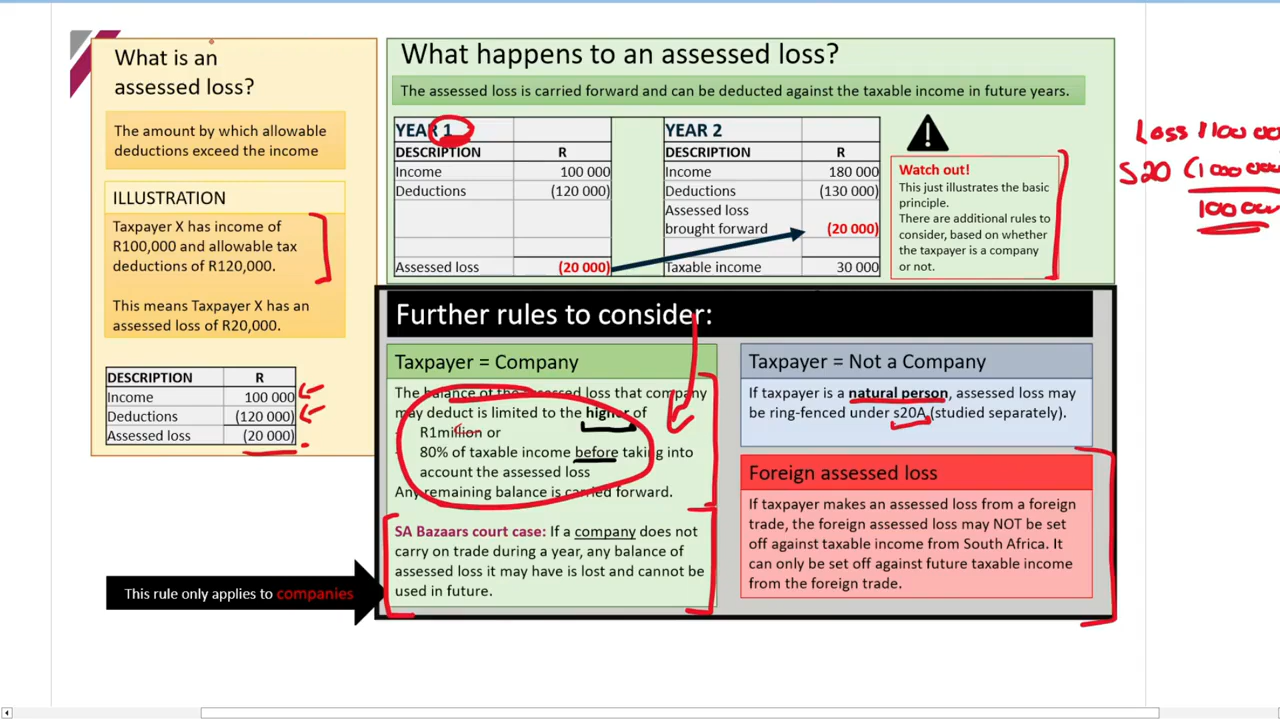 What is an
assessed loss?
The amount by which allowable
deductions exceed the income
ILLUSTRATION
Taxpayer X has income of
R100,000 and allowable tax
deductions of R120,000.
This means Taxpayer X has an
assessed loss of R20,000.
DESCRIPTION R
Income 100 000
Deductions (120 000)
Assessed loss (20 000)
What happens to an assessed loss?
The assessed loss is carried forward and can be deducted against the taxable income in future years.
YEAR 1
DESCRIPTION R
Income 100 000
Deductions (120 000)
Assessed loss (20 000)
YEAR 2
DESCRIPTION R
Income 180 000
Deductions (130 000)
Assessed loss
brought forward (20 000)
Taxable income 30 000
Watch out!
This just illustrates the basic
principle.
There are additional rules to
consider, based on whether
the taxpayer is a company
or not.
Loss
S20
Further rules to consider:
Taxpayer = Company
The balance of the assessed loss that company
may deduct is limited to the higher of
R1million or
80% of taxable income before taking into
account the assessed loss
Any remaining balance is carried forward.
SA Bazaars court case: If a company does not
carry on trade during a year, any balance of
assessed loss it may have is lost and cannot be
used in future.
This rule only applies to companies
Taxpayer = Not a Company
If taxpayer is a natural person, assessed loss may
be ring-fenced under s20A (studied separately).
Foreign assessed loss
If taxpayer makes an assessed loss from a foreign
trade, the foreign assessed loss may NOT be set
off against taxable income from South Africa. It
can only be set off against future taxable income
from the foreign trade.